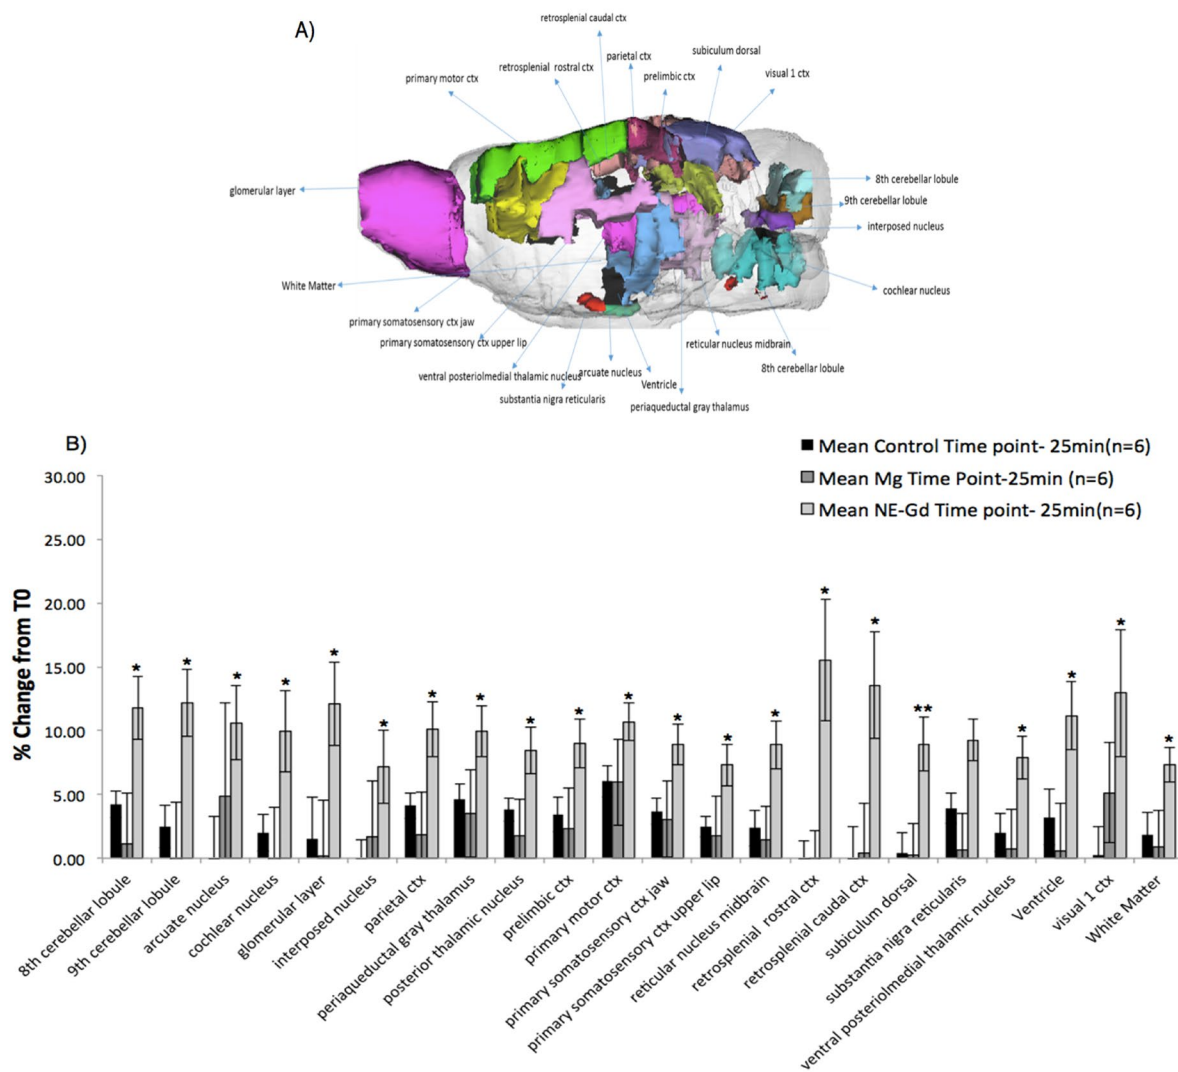 A)
retrosplenial caudal ctx
parietal ctx
subiculum dorsal
retrosplenial rostral ctx
prelimbic ctx
visual 1 ctx
primary motor ctx
8th cerebellar lobule
glomerular layer
9th cerebellar lobule
interposed nucleus
White Matter
cochlear nucleus
primary somatosensory ctx jaw
primary somatosensory ctx upper lip
reticular nucleus midbrain
8th cerebellar lobule
ventral posteriolmedial thalamic nucleus
arcuate nucleus
Ventricle
substantia nigra reticularis
periaqueductal gray thalamus
B)
Mean Control Time point- 25min(n=6)
Mean Mg Time Point-25min (n=6)
Mean NE-Gd Time point- 25min(n=6)
% Change from T0
30.00
25.00
20.00
15.00
10.00
5.00
0.00
* * * * * * * * * * * * * * * * ** * * * *
8th cerebellar lobule
9th cerebellar lobule
arcuate nucleus
cochlear nucleus
glomerular layer
interposed nucleus
parietal ctx
periaqueductal gray thalamus
posterior thalamic nucleus
prelimbic ctx
primary motor ctx
primary somatosensory ctx jaw
primary somatosensory ctx upper lip
reticular nucleus midbrain
retrosplenial rostral ctx
retrosplenial caudal ctx
subiculum dorsal
substantia nigra reticularis
ventral posteriolmedial thalamic nucleus
Ventricle
visual 1 ctx
White Matter